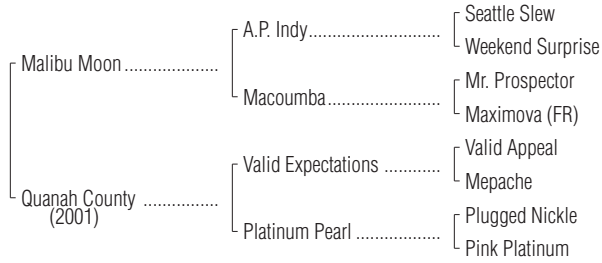 Seattle Slew
A.P. Indy............................
Weekend Surprise
Malibu Moon ....................
Mr. Prospector
Macoumba........................
Maximova (FR)
Valid Appeal
Valid Expectations ............
Mepache
Quanah County ................
(2001)
Plugged Nickle
Platinum Pearl ..................
Pink Platinum